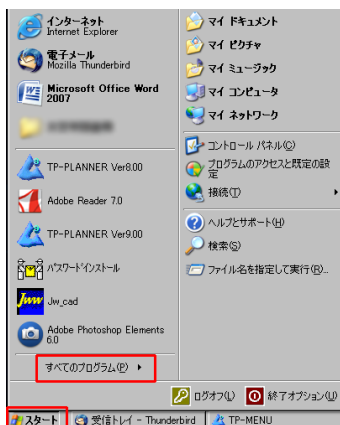 インターネット
Internet Explorer
電子メール
Mozilla Thunderbird
Microsoft Office Word
2007
TP-PLANNER Ver8.00
Adobe Reader 7.0
TP-PLANNER Ver9.00
パスワードインストール
Jww
Jw_cad
Adobe Photoshop Elements
6.0
すべてのプログラム(P)
マイ ドキュメント
マイ ピクチャ
マイ ミュージック
マイ コンピュータ
マイ ネットワーク
コントロール パネル(C)
プログラムのアクセスと既定の設
定
接続(T)
ヘルプとサポート(H)
検索(S)
ファイル名を指定して実行(R)...
ログオフ(L)
終了オプション(U)
スタート
受信トレイ - Thunderbird
TP-MENU